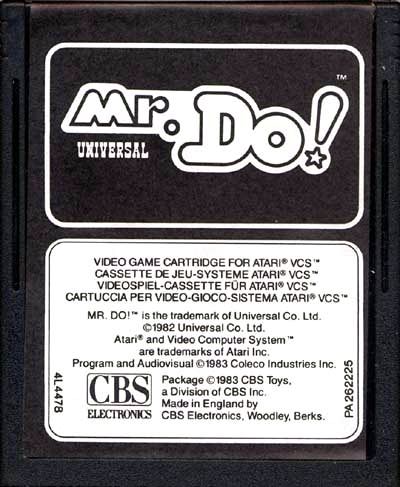 Mr. Do!™
UNIVERSAL
VIDEO GAME CARTRIDGE FOR ATARI® VCS™
CASSETTE DE JEU-SYSTEME ATARI® VCS™
VIDEOSPIEL-CASSETTE FÜR ATARI® VCS™
CARTUCCIA PER VIDEO-GIOCO-SISTEMA ATARI® VCS™
MR. DO!™ is the trademark of Universal Co. Ltd.
©1982 Universal Co. Ltd.
Atari® and Video Computer System™
are trademarks of Atari Inc.
Program and Audiovisual ©1983 Coleco Industries Inc.
CBS
ELECTRONICS
Package ©1983 CBS Toys,
a Division of CBS Inc.
Made in England by
CBS Electronics, Woodley, Berks.
4L4478
PA262225